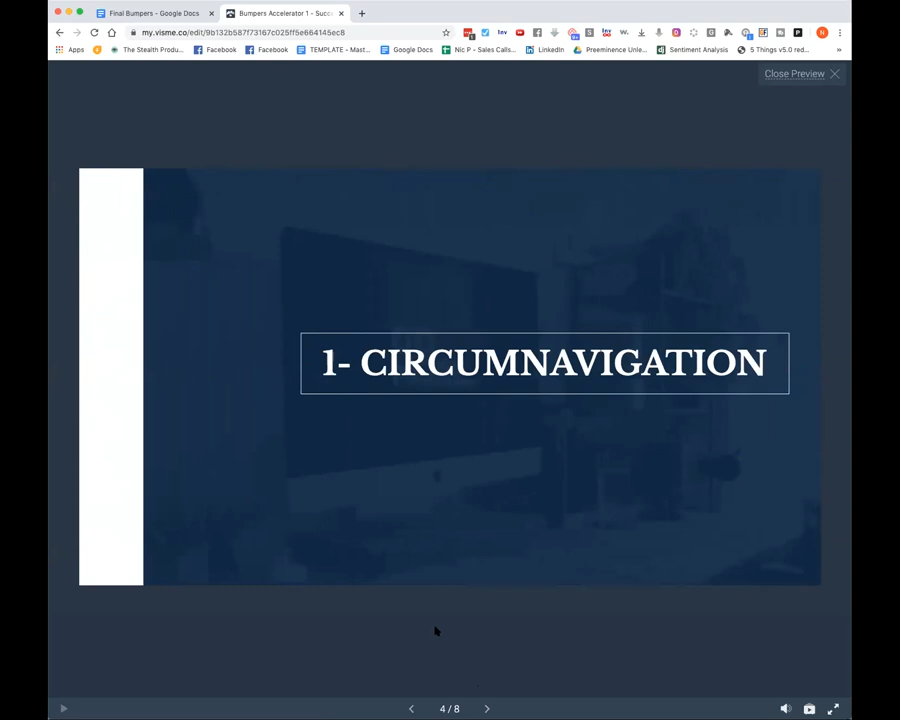 Final Bumpers - Google Docs
Bumpers Accelerator 1 - Succ
my.visme.co/edit/9b132b587f73167c025ff5e664145ec8
Apps
The Stealth Produ...
Facebook
Facebook
TEMPLATE - Mast...
Google Docs
Nic P - Sales Calls...
LinkedIn
Preeminence Unle...
Sentiment Analysis
5 Things v5.0 red...
Close Preview
1- CIRCUMNAVIGATION
4 / 8